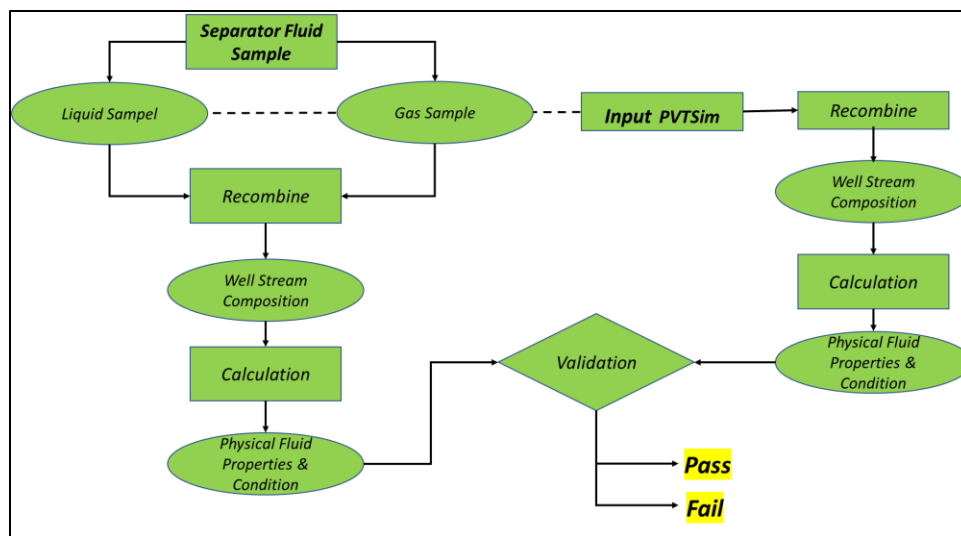 Separator Fluid
Sample
Liquid Sampel
Gas Sample
Input PVTSim
Recombine
Recombine
Well Stream
Composition
Well Stream
Composition
Calculation
Calculation
Validation
Physical Fluid
Properties &
Condition
Physical Fluid
Properties &
Condition
Pass
Fail